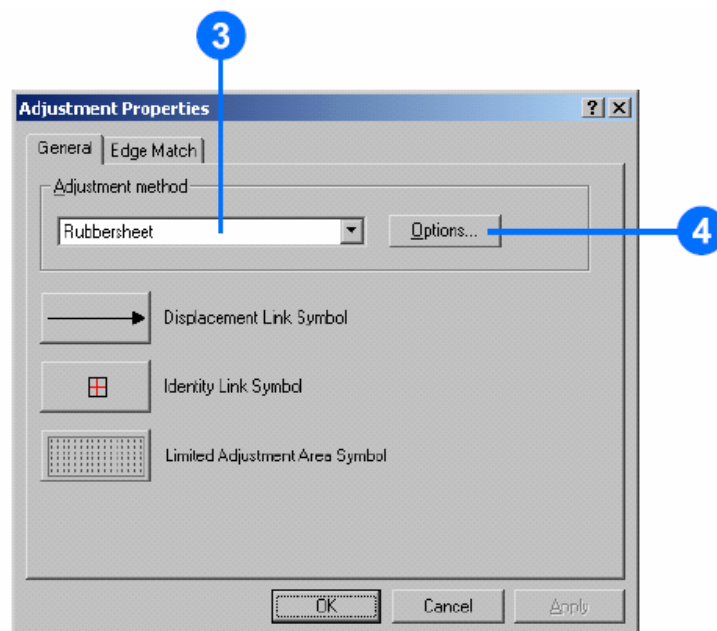 3
Adjustment Properties
General Edge Match
Adjustment method
Rubbersheet Options...
4
Displacement Link Symbol
Identity Link Symbol
Limited Adjustment Area Symbol
OK Cancel Apply